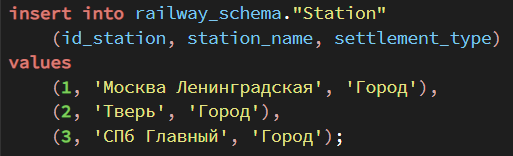 insert into railway_schema."Station"
(id_station, station_name, settlement_type)
values
(1, 'Москва Ленинградская', 'Город'),
(2, 'Тверь', 'Город'),
(3, 'СПб Главный', 'Город');